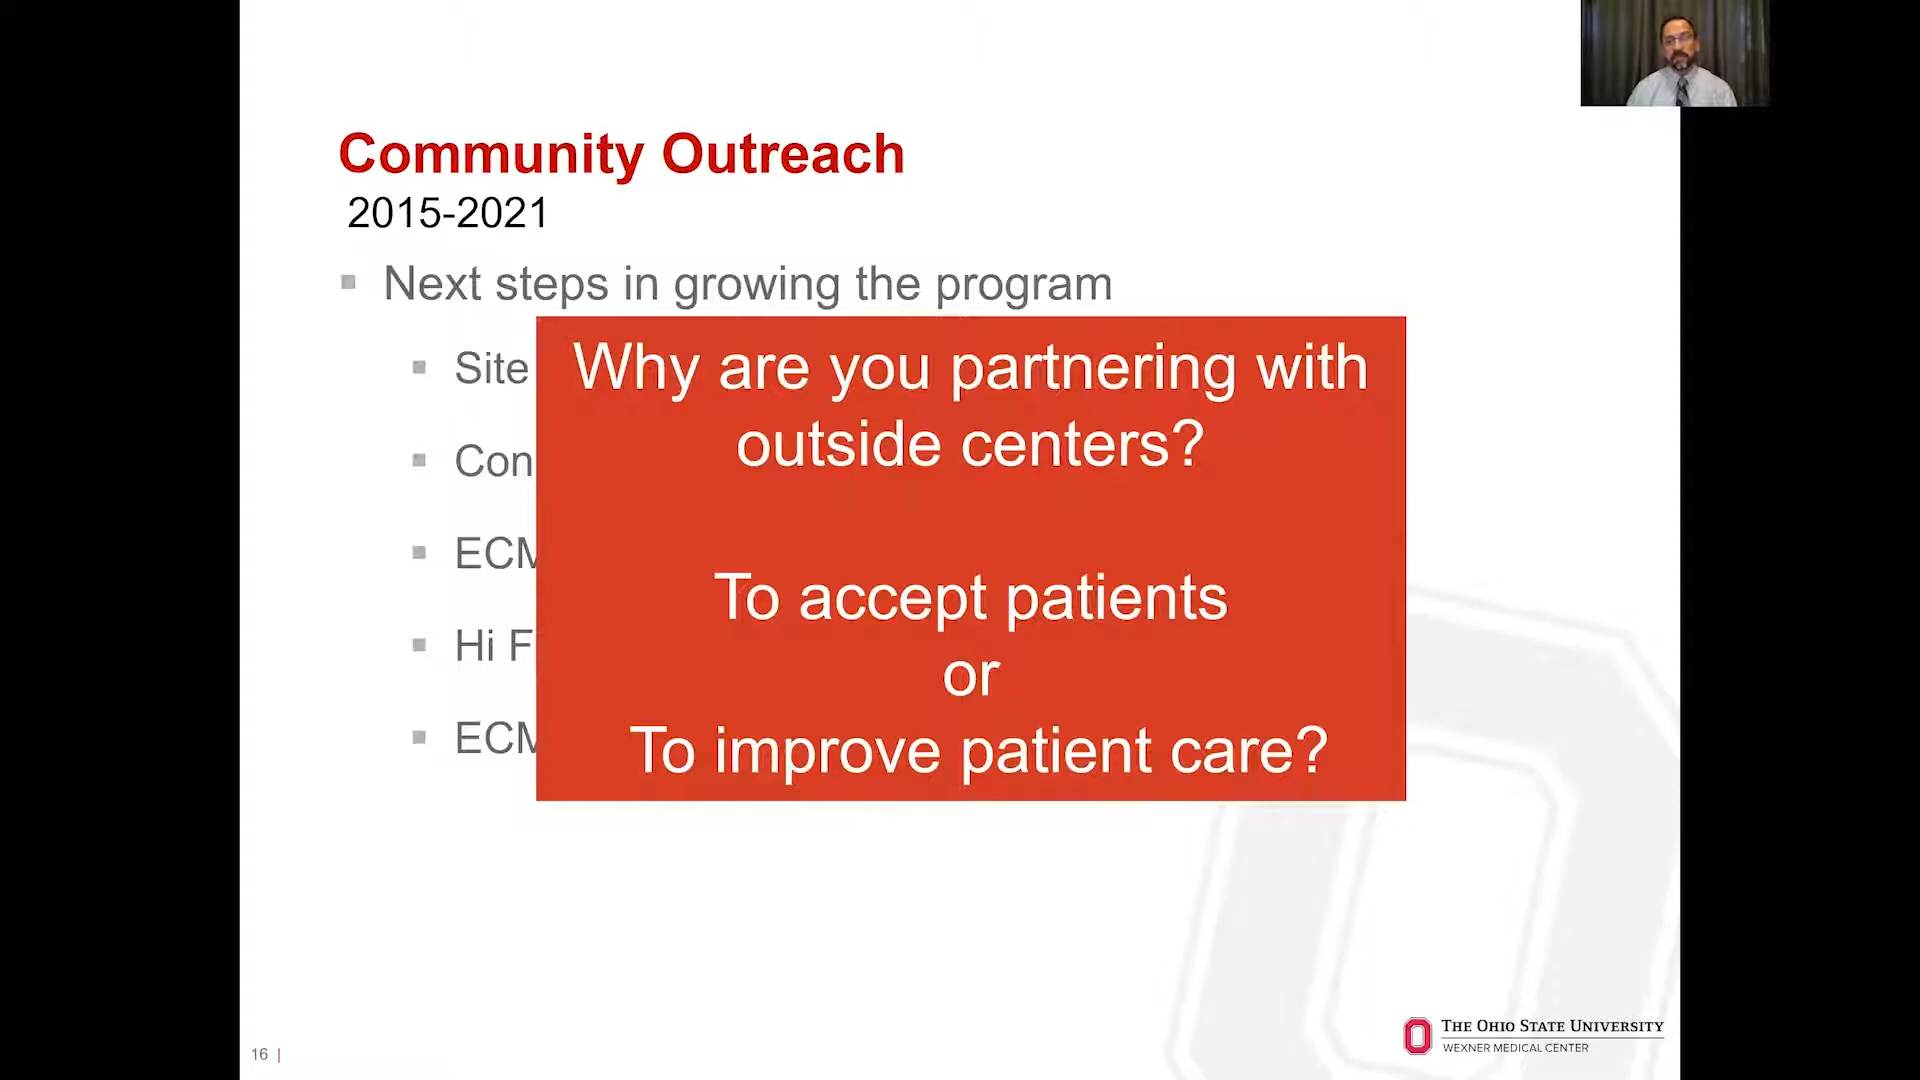 Community Outreach
2015-2021
Next steps in growing the program
Site
Con
ECM
Hi F
ECM
Why are you partnering with
outside centers?
To accept patients
or
To improve patient care?
16 |
THE OHIO STATE UNIVERSITY
WEXNER MEDICAL CENTER